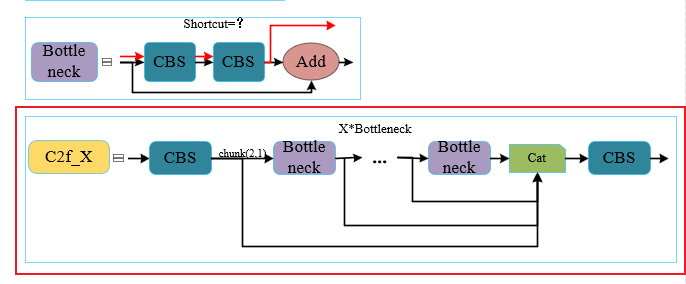 Shortcut=?
Bottle
neck
=
CBS
CBS
Add
X*Bottleneck
C2f_X
=
CBS
chunk(2,1)
Bottle
neck
...
Bottle
neck
Cat
CBS